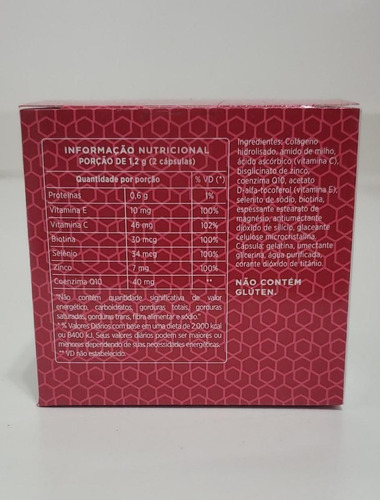 INFORMAÇÃO NUTRICIONAL
PORÇÃO DE 1,2 g (2 cápsulas)
Quantidade por porção % VD (*)
Proteínas 0,6 g 1%
Vitamina E 10 mg 100%
Vitamina C 46 mg 102%
Biotina 30 mcg 100%
Selênio 34 mcg 100%
Zinco 7 mg 100%
Coenzima Q10 40 mg **
"Não contém quantidade significativa de valor
energético, carboidratos, gorduras totais, gorduras
saturadas, gorduras trans, fibra alimentar e sódio."
* % Valores Diários com base em uma dieta de 2.000 kcal
ou 8400 kJ. Seus valores diários podem ser maiores ou
menores dependendo de suas necessidades energéticas.
** VD não estabelecido.
Ingredientes: Colágeno
hidrolisado, amido de milho,
ácido ascórbico (vitamina C),
bisglicinato de zinco,
coenzima Q10, acetato
D-alfa-tocoferol (vitamina E),
selenito de sódio, biotina,
espessante estearato de
magnésio, antiumectante
dióxido de silício, glaceante
celulose microcristalina.
Cápsula: gelatina, umectante
glicerina, água purificada,
corante dióxido de titânio.
NÃO CONTÉM
GLÚTEN.